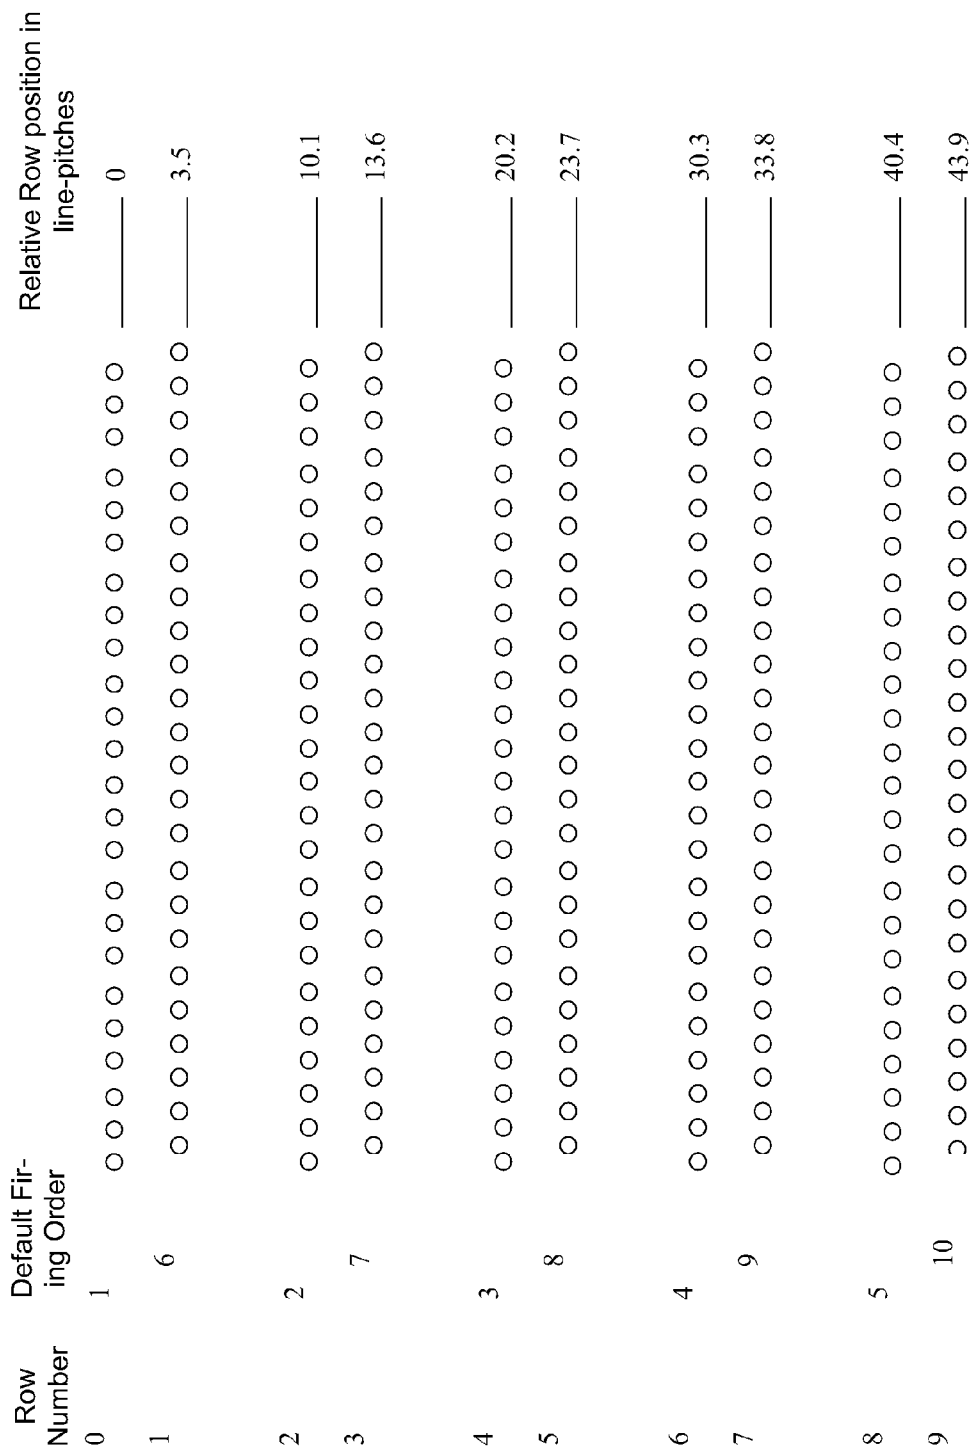 Row
Number
Default Fir-
ing Order
Relative Row position in
line-pitches
0 1 0
1 6 3.5
2 2 10.1
3 7 13.6
4 3 20.2
5 8 23.7
6 4 30.3
7 9 33.8
8 5 40.4
9 10 43.9